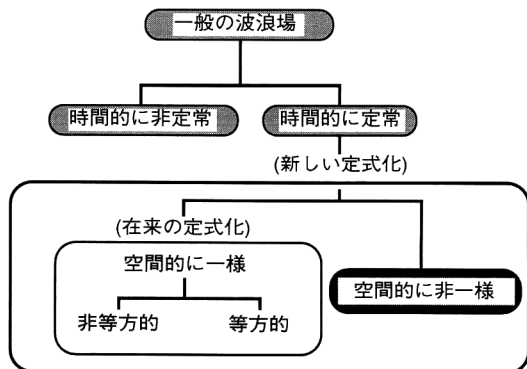 一般の波浪場
時間的に非定常
時間的に定常
(新しい定式化)
(在来の定式化)
空間的に一様
空間的に非一様
非等方的
等方的